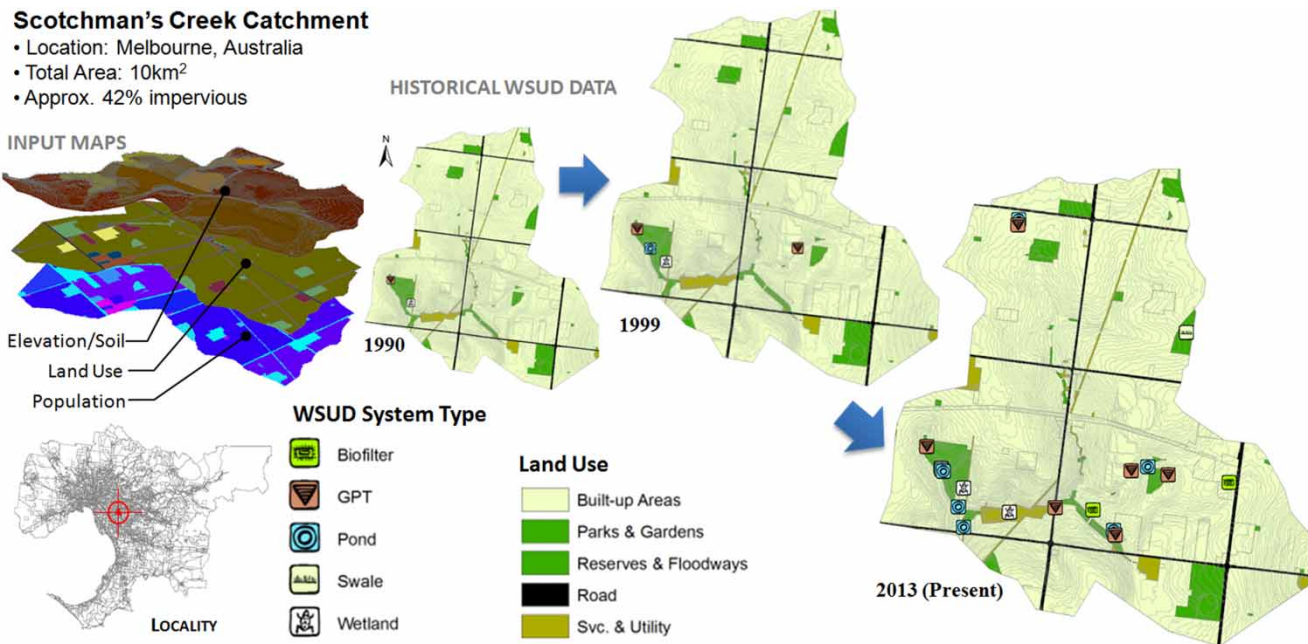 Scotchman's Creek Catchment
• Location: Melbourne, Australia
• Total Area: 10km²
• Approx. 42% impervious
HISTORICAL WSUD DATA
INPUT MAPS
N
Elevation/Soil
Land Use
Population
1990
1999
2013 (Present)
WSUD System Type
Biofilter
GPT
Pond
Swale
Wetland
Land Use
Built-up Areas
Parks & Gardens
Reserves & Floodways
Road
Svc. & Utility
LOCALITY